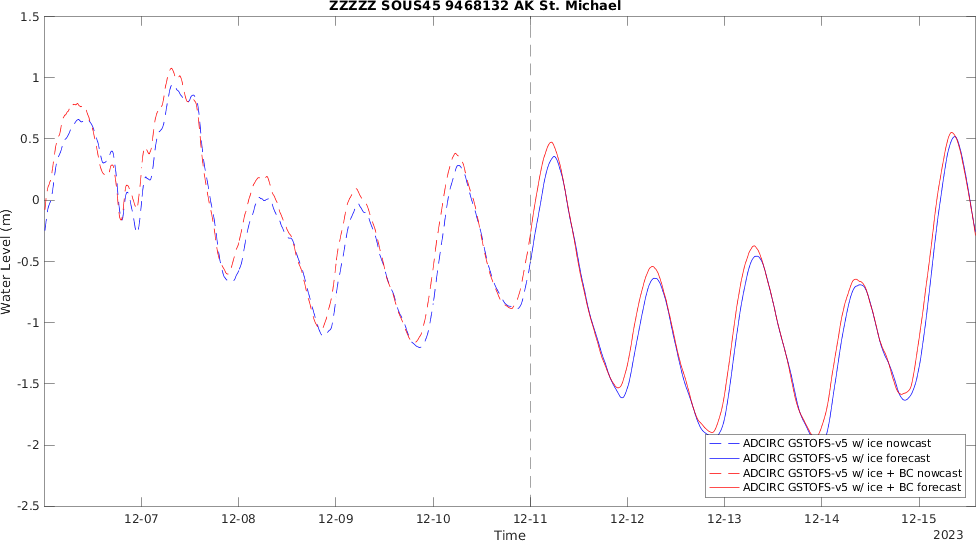 ZZZZZ SOUS45 9468132 AK St. Michael
1.5
1
0.5
0
-0.5
-1
-1.5
-2
-2.5
Water Level (m)
ADCIRC GSTOFS-v5 w/ ice nowcast
ADCIRC GSTOFS-v5 w/ ice forecast
ADCIRC GSTOFS-v5 w/ ice + BC nowcast
ADCIRC GSTOFS-v5 w/ ice + BC forecast
12-07 12-08 12-09 12-10 12-11 12-12 12-13 12-14 12-15
Time
2023